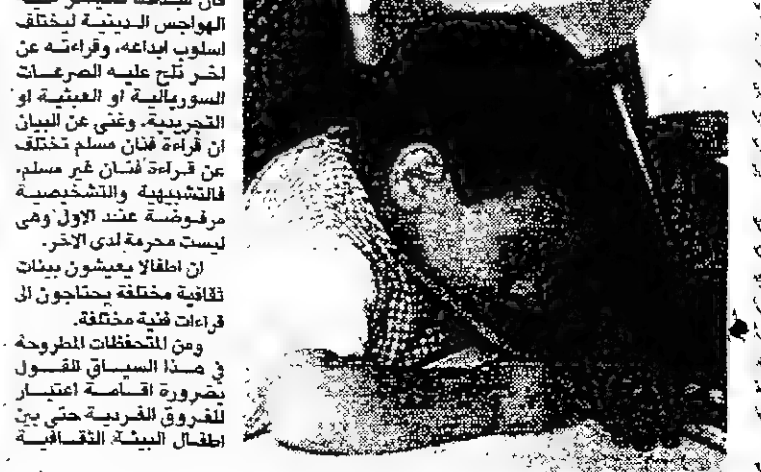 الهواجس الدينية ليختلف
اسلوب ابداعه، وقراءته عن
اخر تلح عليه الصرعات
السوريالية او العبثية او
التجريدية. وغني عن البيان
ان قراءة فنان مسلم تختلف
عن قراءة فنان غير مسلم.
فالتشبيهية والتشخيصية
مرفوضة عند الاول وهي
ليست محرمة لدى الاخر.
ان اطفالا يعيشون بيئات
ثقافية مختلفة يحتاجون الى
قراءات فنية مختلفة.
ومن المتحفظات المطروحة
في هذا السياق القول
بضرورة اقامة اعتبار
للفروق الفردية حتى بين
اطفال البيئة الثقافية